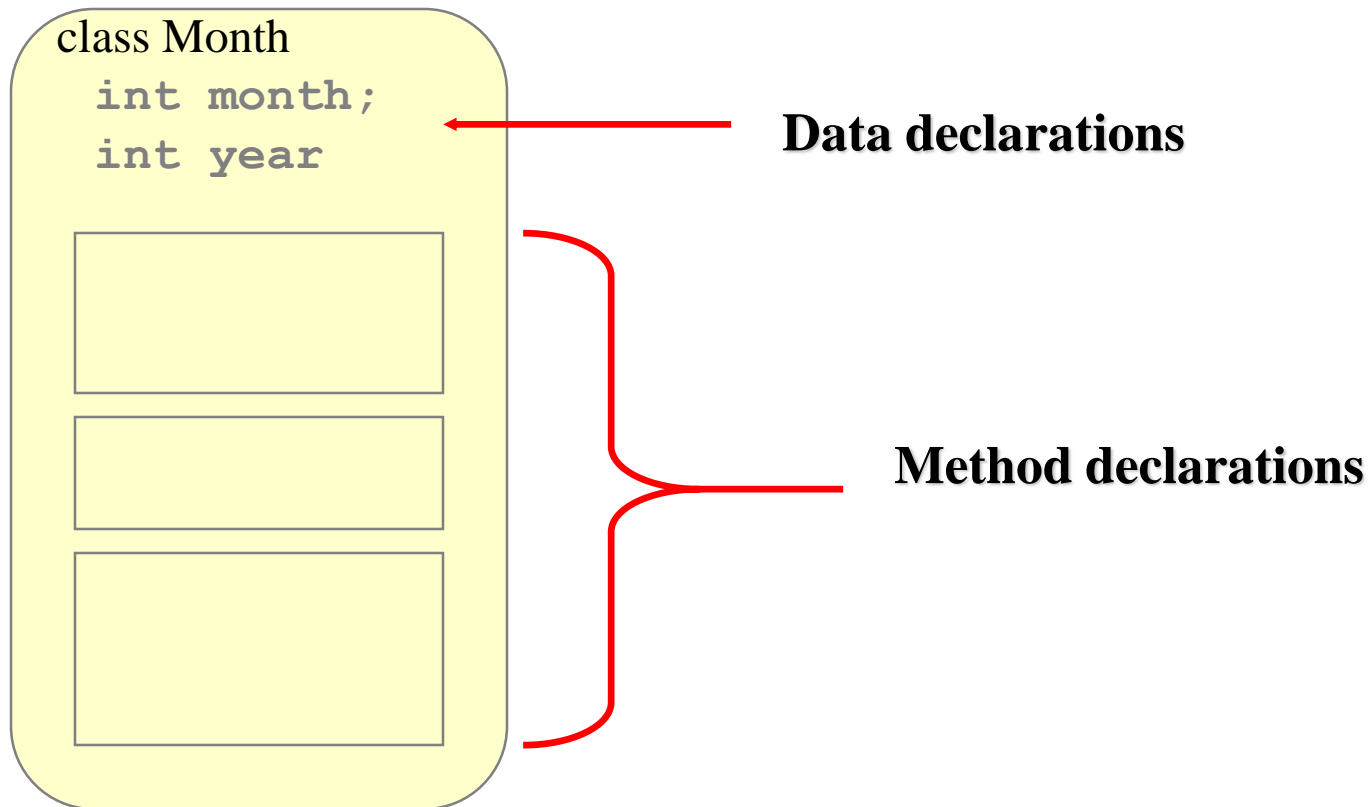 class Month
int month;
int year
Data declarations
Method declarations